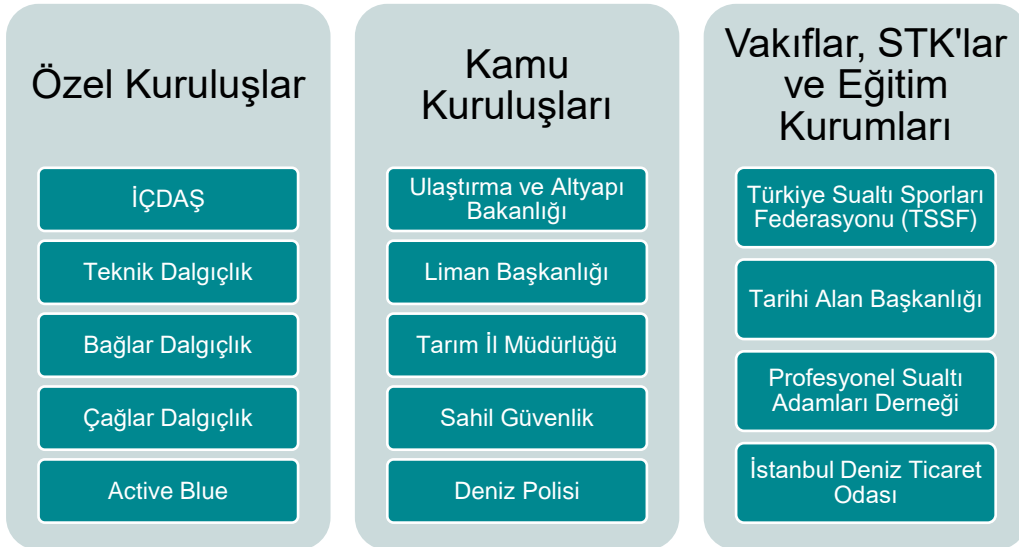 Özel Kuruluşlar
İÇDAŞ
Teknik Dalgıçlık
Bağlar Dalgıçlık
Çağlar Dalgıçlık
Active Blue
Kamu
Kuruluşları
Ulaştırma ve Altyapı
Bakanlığı
Liman Başkanlığı
Tarım İl Müdürlüğü
Sahil Güvenlik
Deniz Polisi
Vakıflar, STK'lar
ve Eğitim
Kurumları
Türkiye Sualtı Sporları
Federasyonu (TSSF)
Tarihi Alan Başkanlığı
Profesyonel Sualtı
Adamları Derneği
İstanbul Deniz Ticaret
Odası